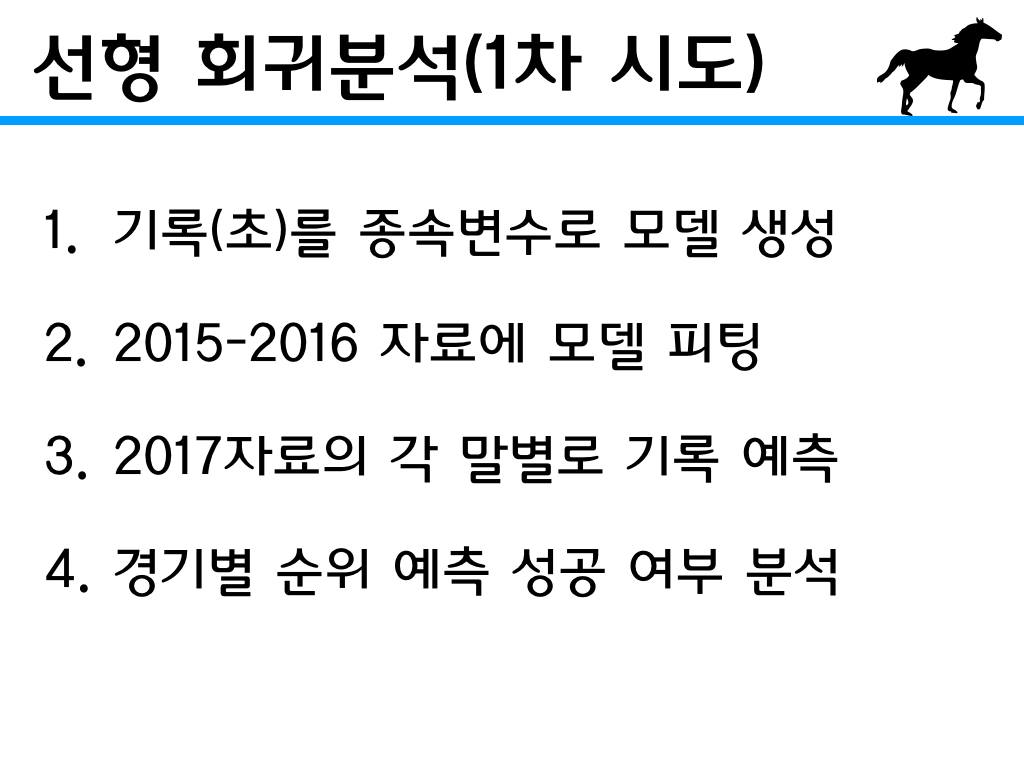 선형 회귀분석(1차 시도)
1. 기록(초)를 종속변수로 모델 생성
2. 2015-2016 자료에 모델 피팅
3. 2017자료의 각 말별로 기록 예측
4. 경기별 순위 예측 성공 여부 분석